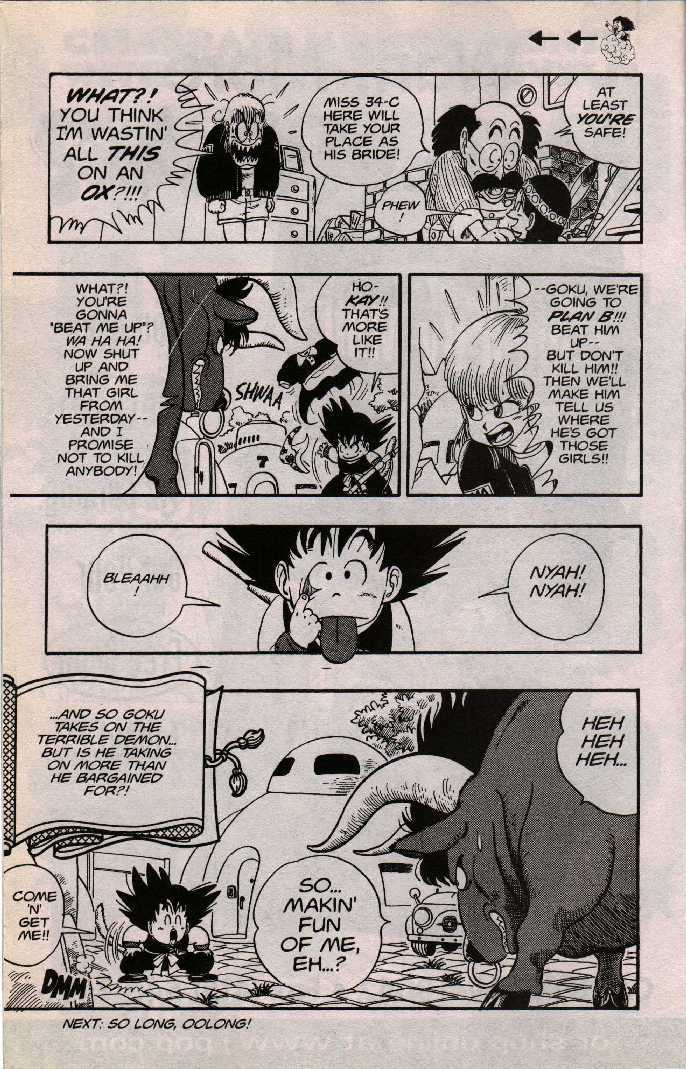 AT
LEAST
YOU'RE
SAFE!
MISS 34-C
HERE WILL
TAKE YOUR
PLACE AS
HIS BRIDE!
PHEW
!
WHAT?!
YOU THINK
I'M WASTIN'
ALL THIS
ON AN
OX?!!!
--GOKU, WE'RE
GOING TO
PLAN B!!!
BEAT HIM
UP--
BUT DON'T
KILL HIM!!
THEN WE'LL
MAKE HIM
TELL US
WHERE
HE'S GOT
THOSE
GIRLS!!
HO-
KAY!!
THAT'S
MORE
LIKE
IT!!
SHWAA
7
WHAT?!
YOU'RE
GONNA
"BEAT ME UP"?
WA HA HA!
NOW SHUT
UP AND
BRING ME
THAT GIRL
FROM
YESTERDAY--
AND I
PROMISE
NOT TO KILL
ANYBODY!
NYAH!
NYAH!
BLEAAHH
!
HEH
HEH
HEH...
SO...
MAKIN'
FUN
OF ME,
EH...?
...AND SO GOKU
TAKES ON THE
TERRIBLE DEMON...
BUT IS HE TAKING
ON MORE THAN
HE BARGAINED
FOR?!
COME
'N'
GET
ME!!
DMM
NEXT: SO LONG, OOLONG!